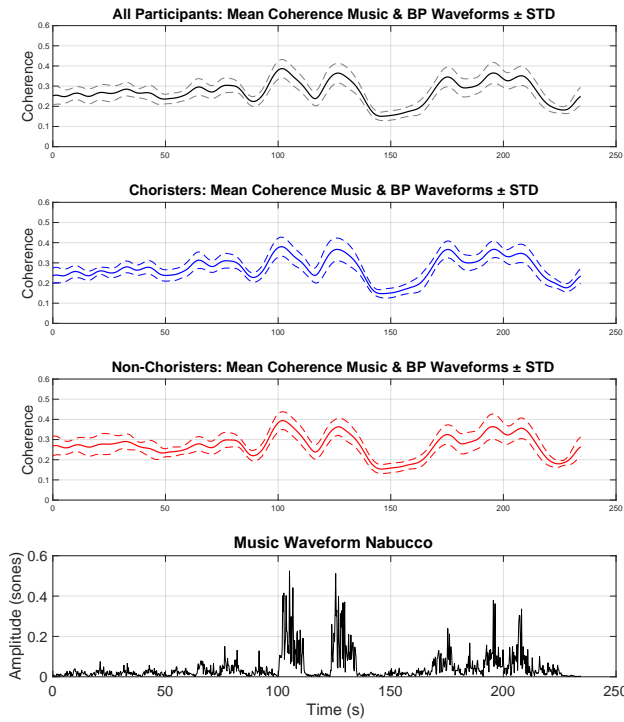 All Participants: Mean Coherence Music & BP Waveforms ± STD
0.6
0.5
0.4
0.3
0.2
0.1
0
Coherence
0 50 100 150 200 250
Choristers: Mean Coherence Music & BP Waveforms ± STD
0.6
0.5
0.4
0.3
0.2
0.1
0
Coherence
0 50 100 150 200 250
Non-Choristers: Mean Coherence Music & BP Waveforms ± STD
0.6
0.5
0.4
0.3
0.2
0.1
0
Coherence
0 50 100 150 200 250
Music Waveform Nabucco
0.6
0.4
0.2
0
Amplitude (sones)
0 50 100 150 200 250
Time (s)